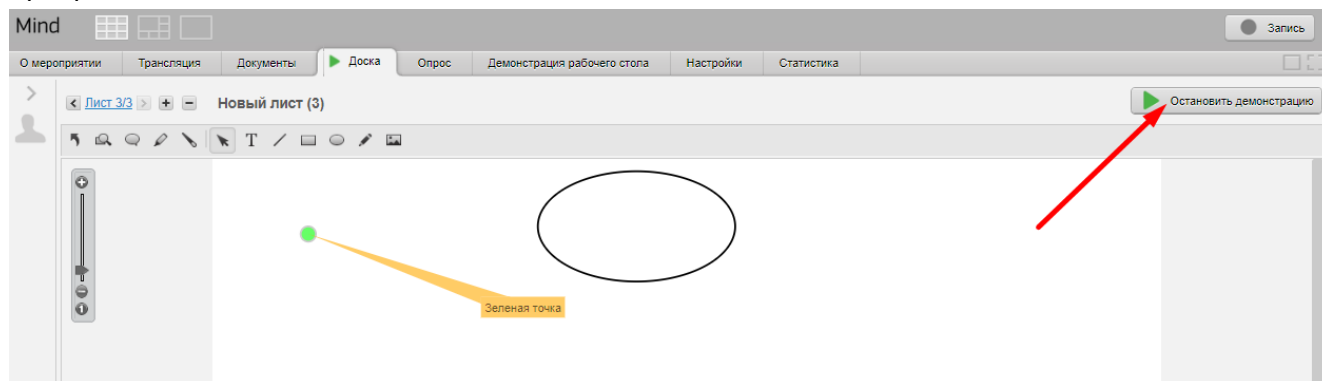 Mind
Запись
О мероприятии Трансляция Документы Доска Опрос Демонстрация рабочего стола Настройки Статистика
Лист 3/3 Новый лист (3) Остановить демонстрацию
T
Зеленая точка